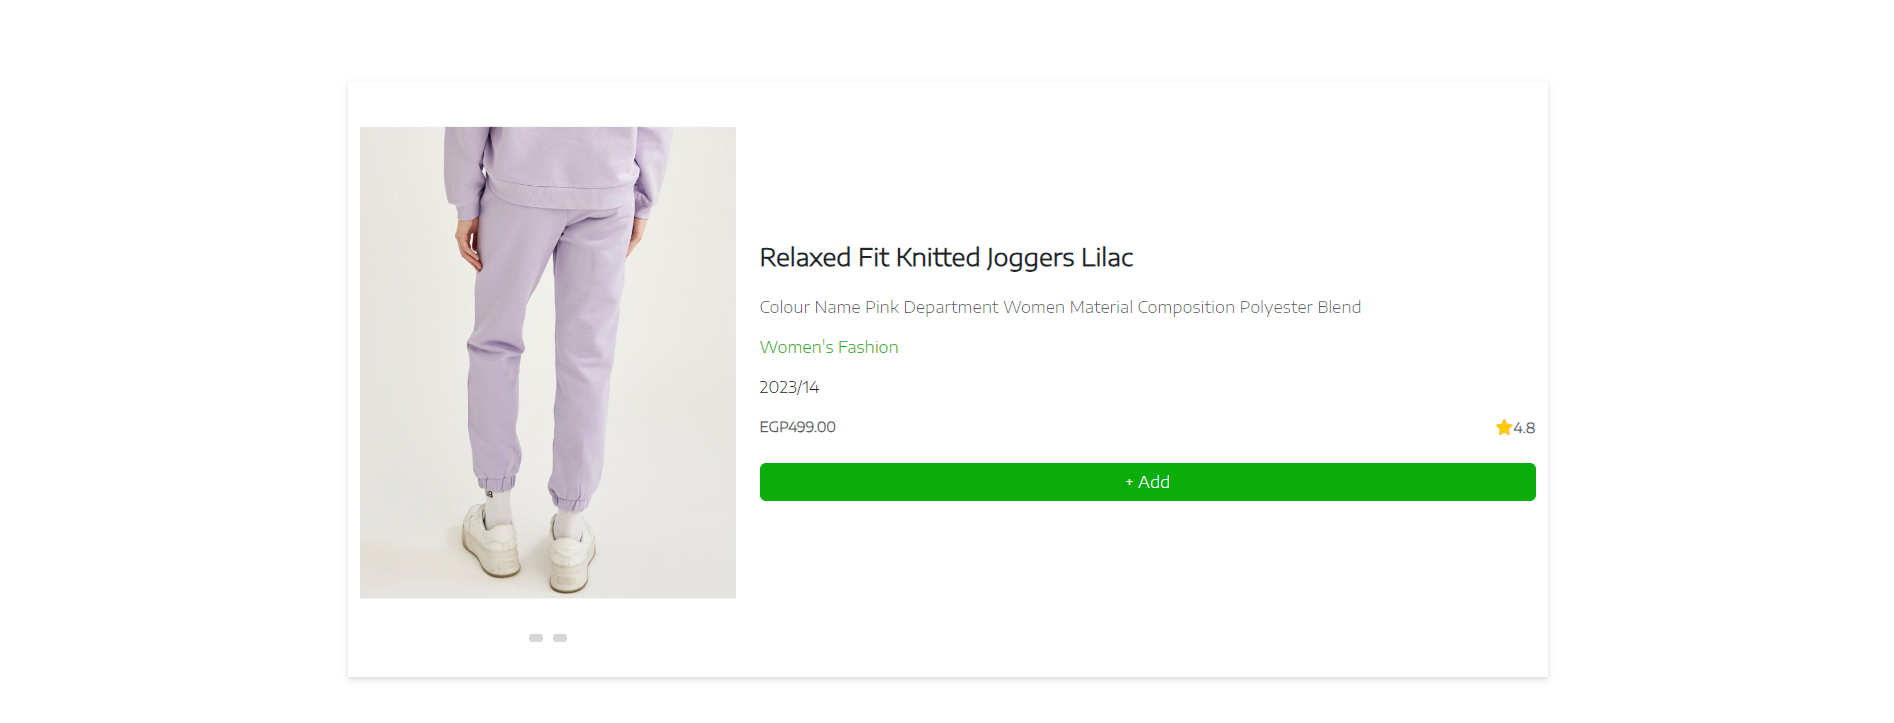 Relaxed Fit Knitted Joggers Lilac
Colour Name Pink Department Women Material Composition Polyester Blend
Women's Fashion
2023/14
EGP499.00 4.8
+ Add